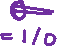 = 1/0